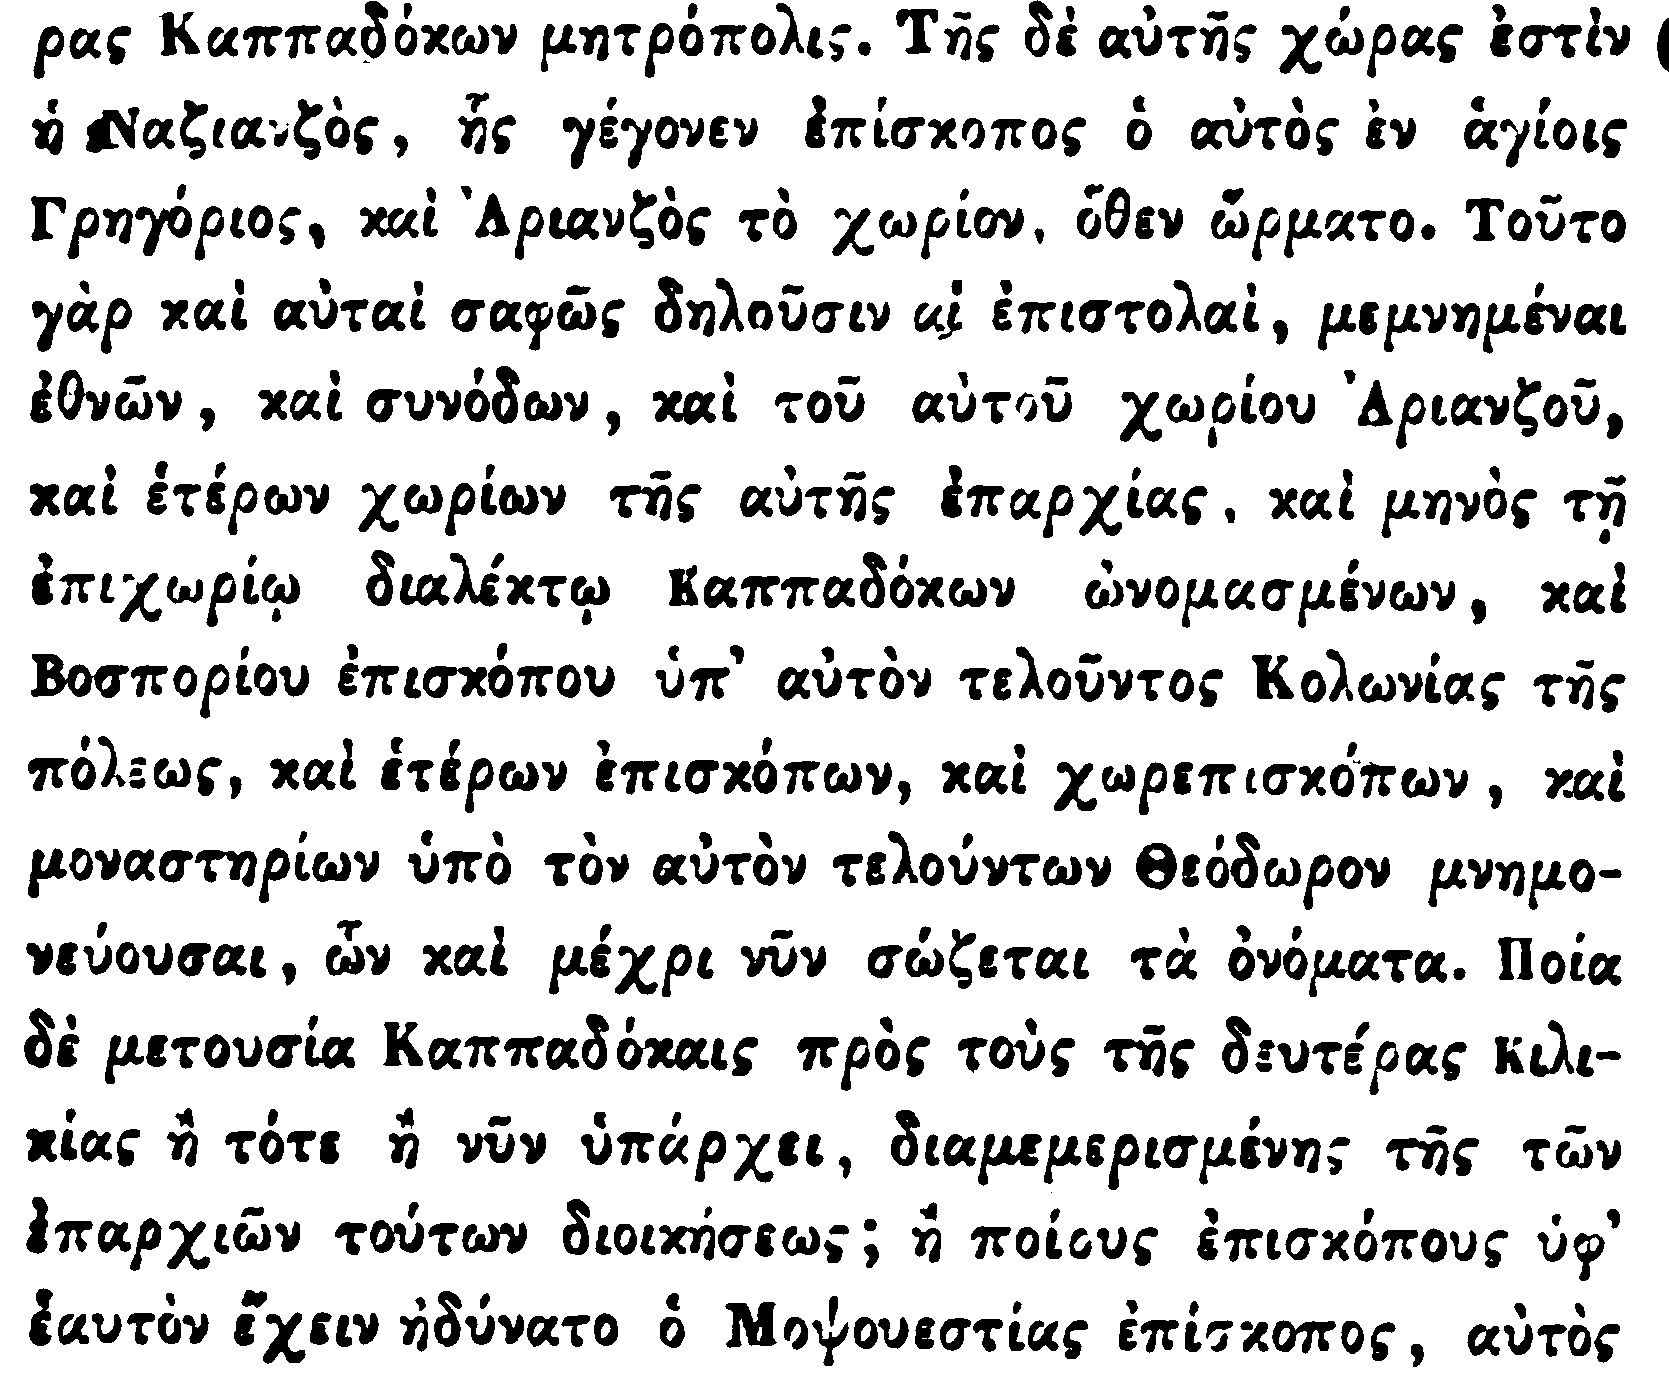 ρας Καππαδόκων μητρόπολις. Τῆς δὲ αὐτῆς χώρας ἐστὶν
ἡ Ναζιανζὸς, ἧς γέγονεν ἐπίσκοπος ὁ αὐτὸς ἐν ἁγίοις
Γρηγόριος, καὶ Ἀριανζὸς τὸ χωρίον, ὅθεν ὥρματο. Τοῦτο
γὰρ καὶ αὐταὶ σαφῶς δηλοῦσιν αἱ ἐπιστολαὶ, μεμνημέναι
ἐθνῶν, καὶ συνόδων, καὶ τοῦ αὐτοῦ χωρίου Ἀριανζοῦ,
καὶ ἑτέρων χωρίων τῆς αὐτῆς ἐπαρχίας, καὶ μηνὸς τῇ
ἐπιχωρίῳ διαλέκτῳ Καππαδόκων ὠνομασμένων, καὶ
Βοσπορίου ἐπισκόπου ὑπ’ αὐτὸν τελοῦντος Κολωνίας τῆς
πόλεως, καὶ ἑτέρων ἐπισκόπων, καὶ χωρεπισκόπων, καὶ
μοναστηρίων ὑπὸ τὸν αὐτὸν τελούντων Θεόδωρον μνημο-
νεύουσαι, ὧν καὶ μέχρι νῦν σώζεται τὰ ὀνόματα. Ποία
δὲ μετουσία Καππαδόκαις πρὸς τοὺς τῆς δευτέρας Κιλι-
κίας ἢ τότε ἢ νῦν ὑπάρχει, διαμεμερισμένης τῆς τῶν
ἐπαρχιῶν τούτων διοικήσεως; ἢ ποίους ἐπισκόπους ὑφ’
ἑαυτὸν ἔχειν ἠδύνατο ὁ Μοψουεστίας ἐπίσκοπος, αὐτὸς